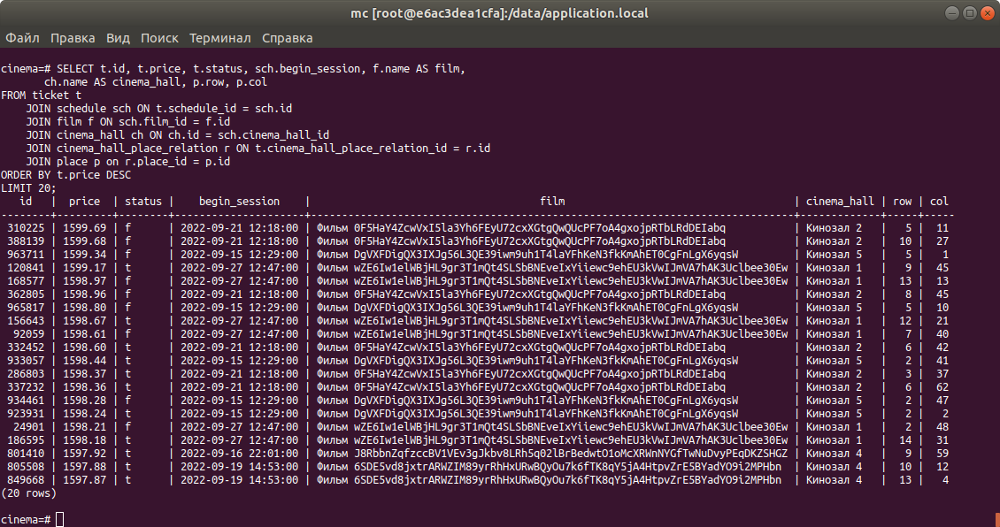 mc [root@e6ac3dea1cfa]:/data/application.local
Файл Правка Вид Поиск Терминал Справка
cinema=# SELECT t.id, t.price, t.status, sch.begin_session, f.name AS film,
       ch.name AS cinema_hall, p.row, p.col
FROM ticket t
    JOIN schedule sch ON t.schedule_id = sch.id
    JOIN film f ON sch.film_id = f.id
    JOIN cinema_hall ch ON ch.id = sch.cinema_hall_id
    JOIN cinema_hall_place_relation r ON t.cinema_hall_place_relation_id = r.id
    JOIN place p on r.place_id = p.id
ORDER BY t.price DESC
LIMIT 20;
   id   |  price  | status |    begin_session    |                                     film                                      | cinema_hall | row | col
--------+---------+--------+---------------------+------------------------------------------------------------------------------+-------------+-----+-----
 310225 | 1599.69 | f      | 2022-09-21 12:18:00 | Фильм 0F5HaY4ZcwVxI5la3Yh6FEyU72cxXGtgQwQUcPF7oA4gxojpRTbLRdDEIabq           | Кинозал 2   |   5 |  11
 388139 | 1599.68 | f      | 2022-09-21 12:18:00 | Фильм 0F5HaY4ZcwVxI5la3Yh6FEyU72cxXGtgQwQUcPF7oA4gxojpRTbLRdDEIabq           | Кинозал 2   |  10 |  27
 963711 | 1599.34 | f      | 2022-09-15 12:29:00 | Фильм DgVXFDigQX3IXJg56L3QE39iwm9uh1T4laYFhKeN3fkKmAhET0CgFnLgX6yqsW         | Кинозал 5   |   5 |   1
 120841 | 1599.17 | t      | 2022-09-27 12:47:00 | Фильм wZE6Iw1elWBjHL9gr3T1mQt4SLSbBNEveIxYiiewc9ehEU3kVwIJmVA7hAK3Uclbee30Ew | Кинозал 1   |   9 |  45
 168577 | 1598.97 | f      | 2022-09-27 12:47:00 | Фильм wZE6Iw1elWBjHL9gr3T1mQt4SLSbBNEveIxYiiewc9ehEU3kVwIJmVA7hAK3Uclbee30Ew | Кинозал 1   |  13 |  13
 362805 | 1598.96 | f      | 2022-09-21 12:18:00 | Фильм 0F5HaY4ZcwVxI5la3Yh6FEyU72cxXGtgQwQUcPF7oA4gxojpRTbLRdDEIabq           | Кинозал 2   |   8 |  45
 965817 | 1598.80 | f      | 2022-09-15 12:29:00 | Фильм DgVXFDigQX3IXJg56L3QE39iwm9uh1T4laYFhKeN3fkKmAhET0CgFnLgX6yqsW         | Кинозал 5   |   5 |  10
 156643 | 1598.67 | t      | 2022-09-27 12:47:00 | Фильм wZE6Iw1elWBjHL9gr3T1mQt4SLSbBNEveIxYiiewc9ehEU3kVwIJmVA7hAK3Uclbee30Ew | Кинозал 1   |  12 |  21
  92059 | 1598.61 | f      | 2022-09-27 12:47:00 | Фильм wZE6Iw1elWBjHL9gr3T1mQt4SLSbBNEveIxYiiewc9ehEU3kVwIJmVA7hAK3Uclbee30Ew | Кинозал 1   |   7 |  40
 332452 | 1598.60 | t      | 2022-09-21 12:18:00 | Фильм 0F5HaY4ZcwVxI5la3Yh6FEyU72cxXGtgQwQUcPF7oA4gxojpRTbLRdDEIabq           | Кинозал 2   |   6 |  42
 933057 | 1598.44 | t      | 2022-09-15 12:29:00 | Фильм DgVXFDigQX3IXJg56L3QE39iwm9uh1T4laYFhKeN3fkKmAhET0CgFnLgX6yqsW         | Кинозал 5   |   2 |  41
 286803 | 1598.37 | t      | 2022-09-21 12:18:00 | Фильм 0F5HaY4ZcwVxI5la3Yh6FEyU72cxXGtgQwQUcPF7oA4gxojpRTbLRdDEIabq           | Кинозал 2   |   3 |  37
 337232 | 1598.36 | t      | 2022-09-21 12:18:00 | Фильм 0F5HaY4ZcwVxI5la3Yh6FEyU72cxXGtgQwQUcPF7oA4gxojpRTbLRdDEIabq           | Кинозал 2   |   6 |  62
 934461 | 1598.28 | f      | 2022-09-15 12:29:00 | Фильм DgVXFDigQX3IXJg56L3QE39iwm9uh1T4laYFhKeN3fkKmAhET0CgFnLgX6yqsW         | Кинозал 5   |   2 |  47
 923931 | 1598.24 | t      | 2022-09-15 12:29:00 | Фильм DgVXFDigQX3IXJg56L3QE39iwm9uh1T4laYFhKeN3fkKmAhET0CgFnLgX6yqsW         | Кинозал 5   |   2 |   2
  24901 | 1598.21 | f      | 2022-09-27 12:47:00 | Фильм wZE6Iw1elWBjHL9gr3T1mQt4SLSbBNEveIxYiiewc9ehEU3kVwIJmVA7hAK3Uclbee30Ew | Кинозал 1   |   2 |  48
 186595 | 1598.18 | t      | 2022-09-27 12:47:00 | Фильм wZE6Iw1elWBjHL9gr3T1mQt4SLSbBNEveIxYiiewc9ehEU3kVwIJmVA7hAK3Uclbee30Ew | Кинозал 1   |  14 |  31
 801410 | 1597.92 | t      | 2022-09-16 22:01:00 | Фильм J8RbbnZqfzccBV1VEv3gJkbv8LRh5q02lBrBedwtO1oMcXRWnNYGfTwNuDvyPEqDKZSHGZ | Кинозал 4   |   9 |  59
 805508 | 1597.88 | t      | 2022-09-19 14:53:00 | Фильм 6SDE5vd8jxtrARWZIM89yrRhHxURwBQyOu7k6fTK8qY5jA4HtpvZrE5BYadYO9i2MPHbn  | Кинозал 4   |  10 |  12
 849668 | 1597.87 | t      | 2022-09-19 14:53:00 | Фильм 6SDE5vd8jxtrARWZIM89yrRhHxURwBQyOu7k6fTK8qY5jA4HtpvZrE5BYadYO9i2MPHbn  | Кинозал 4   |  13 |   4
(20 rows)
cinema=#